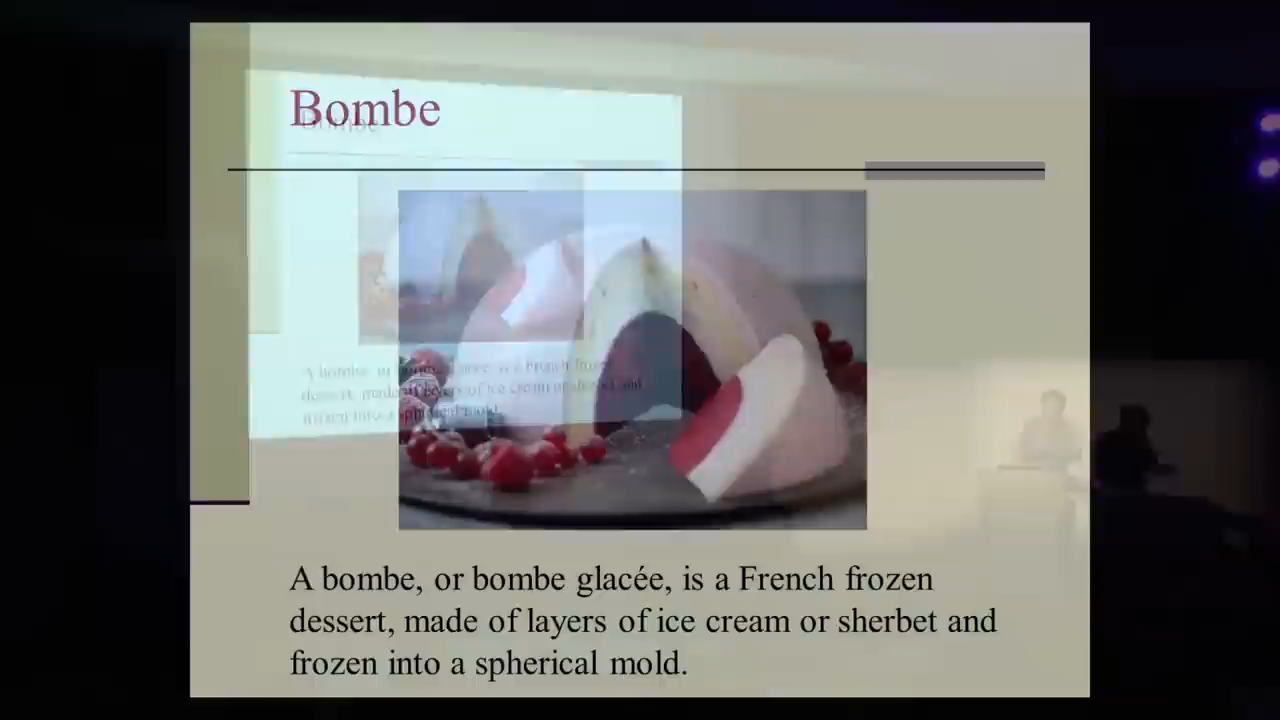 Bombe
Bombe
A bombe, or bombe glacée, is a French frozen
dessert, made of layers of ice cream or sherbet and
frozen into a spherical mold.